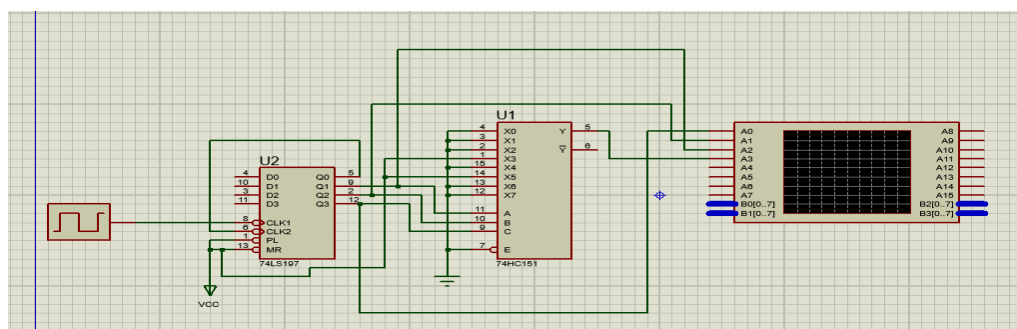 U1
U2
4 D0 Q0 5
10 D1 Q1 9
3 D2 Q2 2
11 D3 Q3 12
8 CLK1
6 CLK2
1 PL
13 MR
74LS197
VCC
4 X0 Y 5
3 X1
2 X2 Y 6
1 X3
15 X4
14 X5
13 X6
12 X7
11 A
10 B
9 C
7 E
74HC151
A0 A8
A1 A9
A2 A10
A3 A11
A4 A12
A5 A13
A6 A14
A7 A15
B0[0..7] B2[0..7]
B1[0..7] B3[0..7]